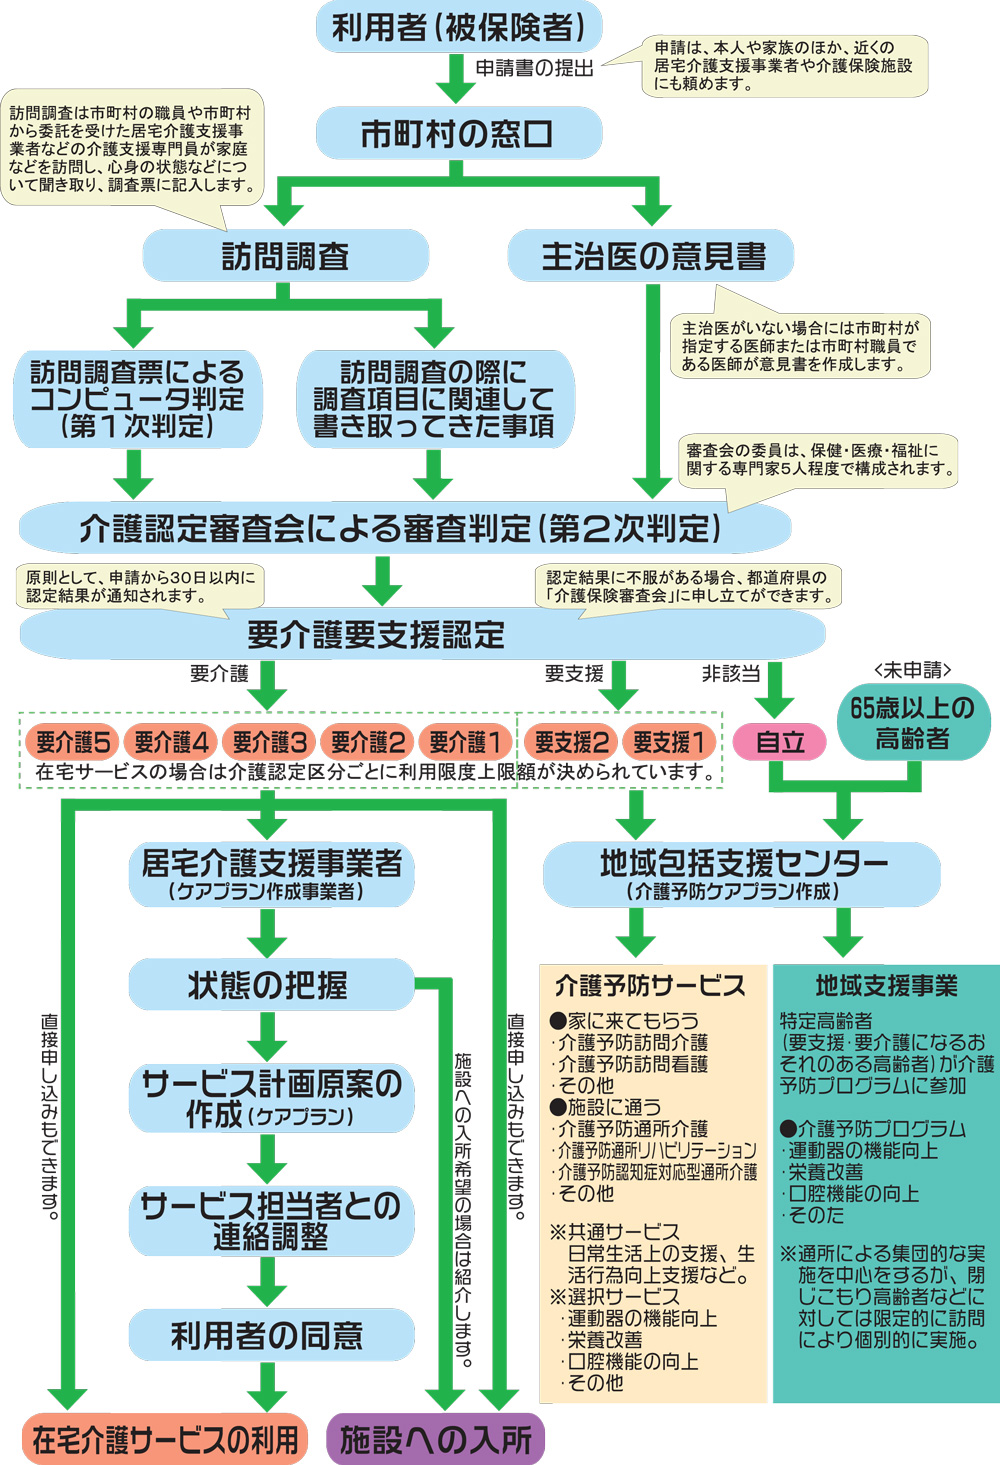 利用者(被保険者)
申請書の提出
申請は、本人や家族のほか、近くの
居宅介護支援事業者や介護保険施設
にも頼めます。
市町村の窓口
訪問調査は市町村の職員や市町村
から委託を受けた居宅介護支援事
業者などの介護支援専門員が家庭
などを訪問し、心身の状態などにつ
いて聞き取り、調査票に記入します。
訪問調査
主治医の意見書
主治医がいない場合には市町村が
指定する医師または市町村職員で
ある医師が意見書を作成します。
訪問調査票による
コンピュータ判定
(第1次判定)
訪問調査の際に
調査項目に関連して
書き取ってきた事項
審査会の委員は、保健・医療・福祉に
関する専門家5人程度で構成されます。
介護認定審査会による審査判定(第2次判定)
原則として、申請から30日以内に
認定結果が通知されます。
認定結果に不服がある場合、都道府県の
「介護保険審査会」に申し立てができます。
要介護要支援認定
要介護
要支援
非該当
<未申請>
65歳以上の
高齢者
要介護5
要介護4
要介護3
要介護2
要介護1
要支援2
要支援1
自立
在宅サービスの場合は介護認定区分ごとに利用限度上限額が決められています。
居宅介護支援事業者
(ケアプラン作成事業者)
地域包括支援センター
(介護予防ケアプラン作成)
状態の把握
サービス計画原案の
作成(ケアプラン)
サービス担当者との
連絡調整
利用者の同意
直接申し込みもできます。
施設への入所希望の場合は紹介します。
直接申し込みもできます。
在宅介護サービスの利用
施設への入所
介護予防サービス
●家に来てもらう
・介護予防訪問介護
・介護予防訪問看護
・その他
●施設に通う
・介護予防通所介護
・介護予防通所リハビリテーション
・介護予防認知症対応型通所介護
・その他
※共通サービス
日常生活上の支援、生
活行為向上支援など。
※選択サービス
・運動器の機能向上
・栄養改善
・口腔機能の向上
・その他
地域支援事業
特定高齢者
(要支援・要介護になるお
それのある高齢者)が介護
予防プログラムに参加
●介護予防プログラム
・運動器の機能向上
・栄養改善
・口腔機能の向上
・そのた
※通所による集団的な実
施を中心をするが、閉
じこもり高齢者などに
対しては限定的に訪問
により個別的に実施。